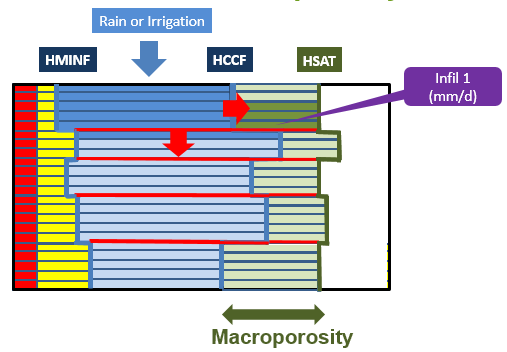 Rain or Irrigation
HMINF
HCCF
HSAT
Infil 1
(mm/d)
Macroporosity